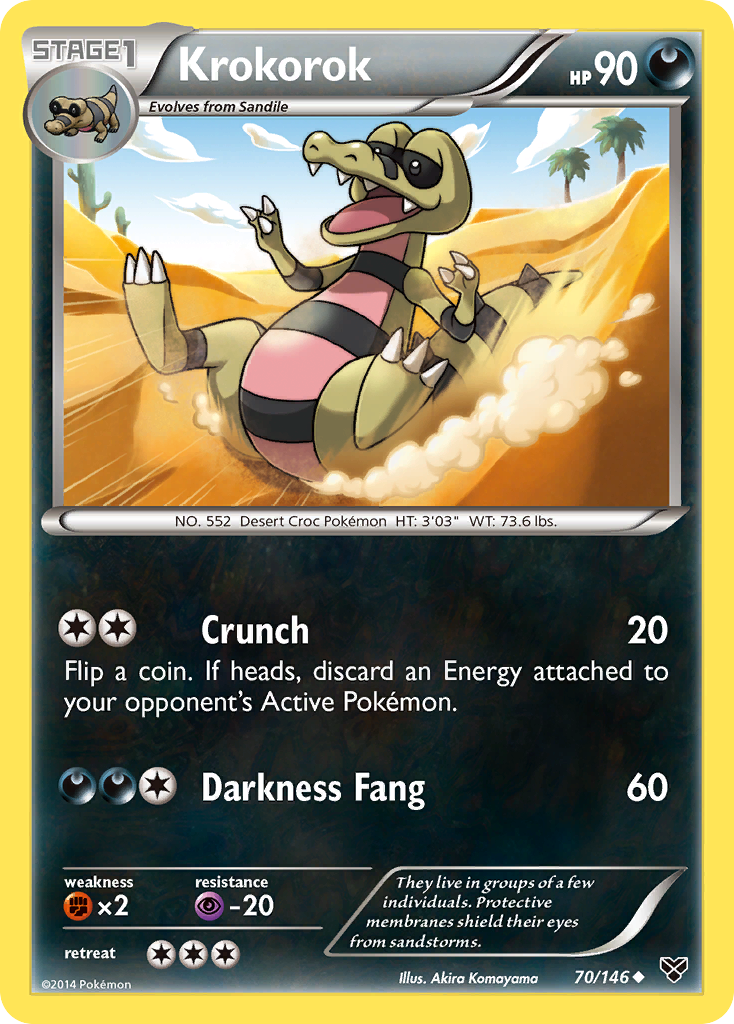 STAGE1
Krokorok
HP 90
Evolves from Sandile
NO. 552 Desert Croc Pokémon HT: 3'03" WT: 73.6 lbs.
Crunch 20
Flip a coin. If heads, discard an Energy attached to
your opponent's Active Pokémon.
Darkness Fang 60
weakness
×2
resistance
-20
retreat
They live in groups of a few
individuals. Protective
membranes shield their eyes
from sandstorms.
©2014 Pokémon
Illus. Akira Komayama
70/146